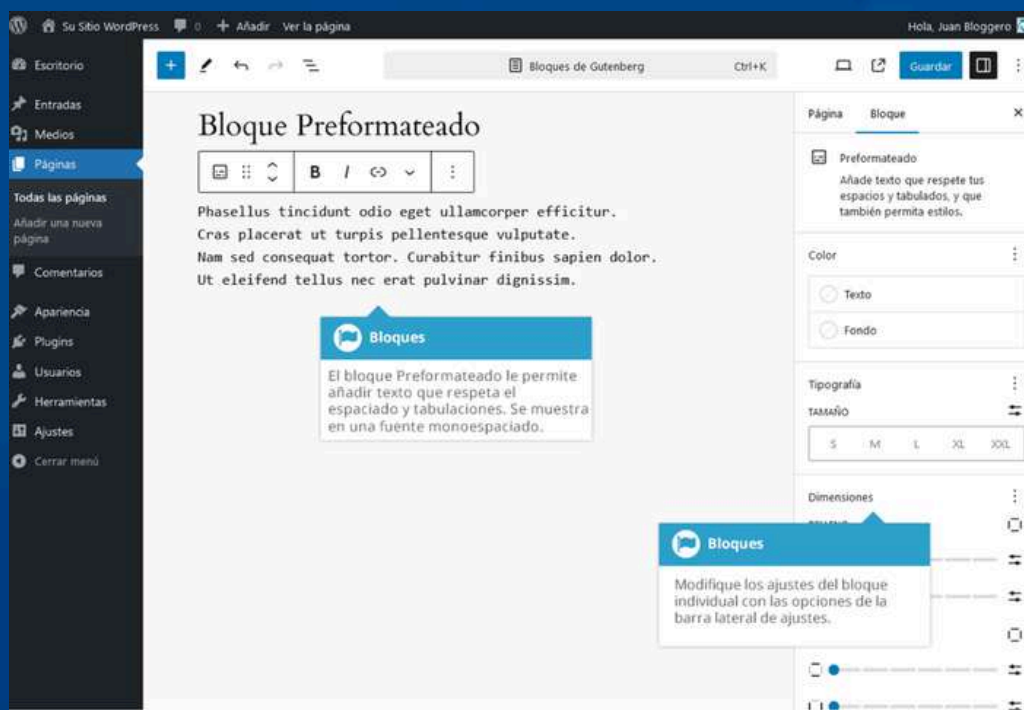 Su Sitio WordPress 0 Añadir Ver la página Hola, Juan Bloggero
Escritorio
Entradas
Medios
Páginas
Todas las páginas
Añadir una nueva
página
Comentarios
Apariencia
Plugins
Usuarios
Herramientas
Ajustes
Cerrar menú
Bloques de Gutenberg Ctrl+K Guardar
Bloque Preformateado
B I
Phasellus tincidunt odio eget ullamcorper efficitur.
Cras placerat ut turpis pellentesque vulputate.
Nam sed consequat tortor. Curabitur finibus sapien dolor.
Ut eleifend tellus nec erat pulvinar dignissim.
Bloques
El bloque Preformateado le permite
añadir texto que respeta el
espaciado y tabulaciones. Se muestra
en una fuente monoespaciado.
Página Bloque
Preformateado
Añade texto que respete tus
espacios y tabulados, y que
también permita estilos.
Color
Texto
Fondo
Tipografía
TAMAÑO
S M L XL XXL
Dimensiones
Bloques
Modifique los ajustes del bloque
individual con las opciones de la
barra lateral de ajustes.